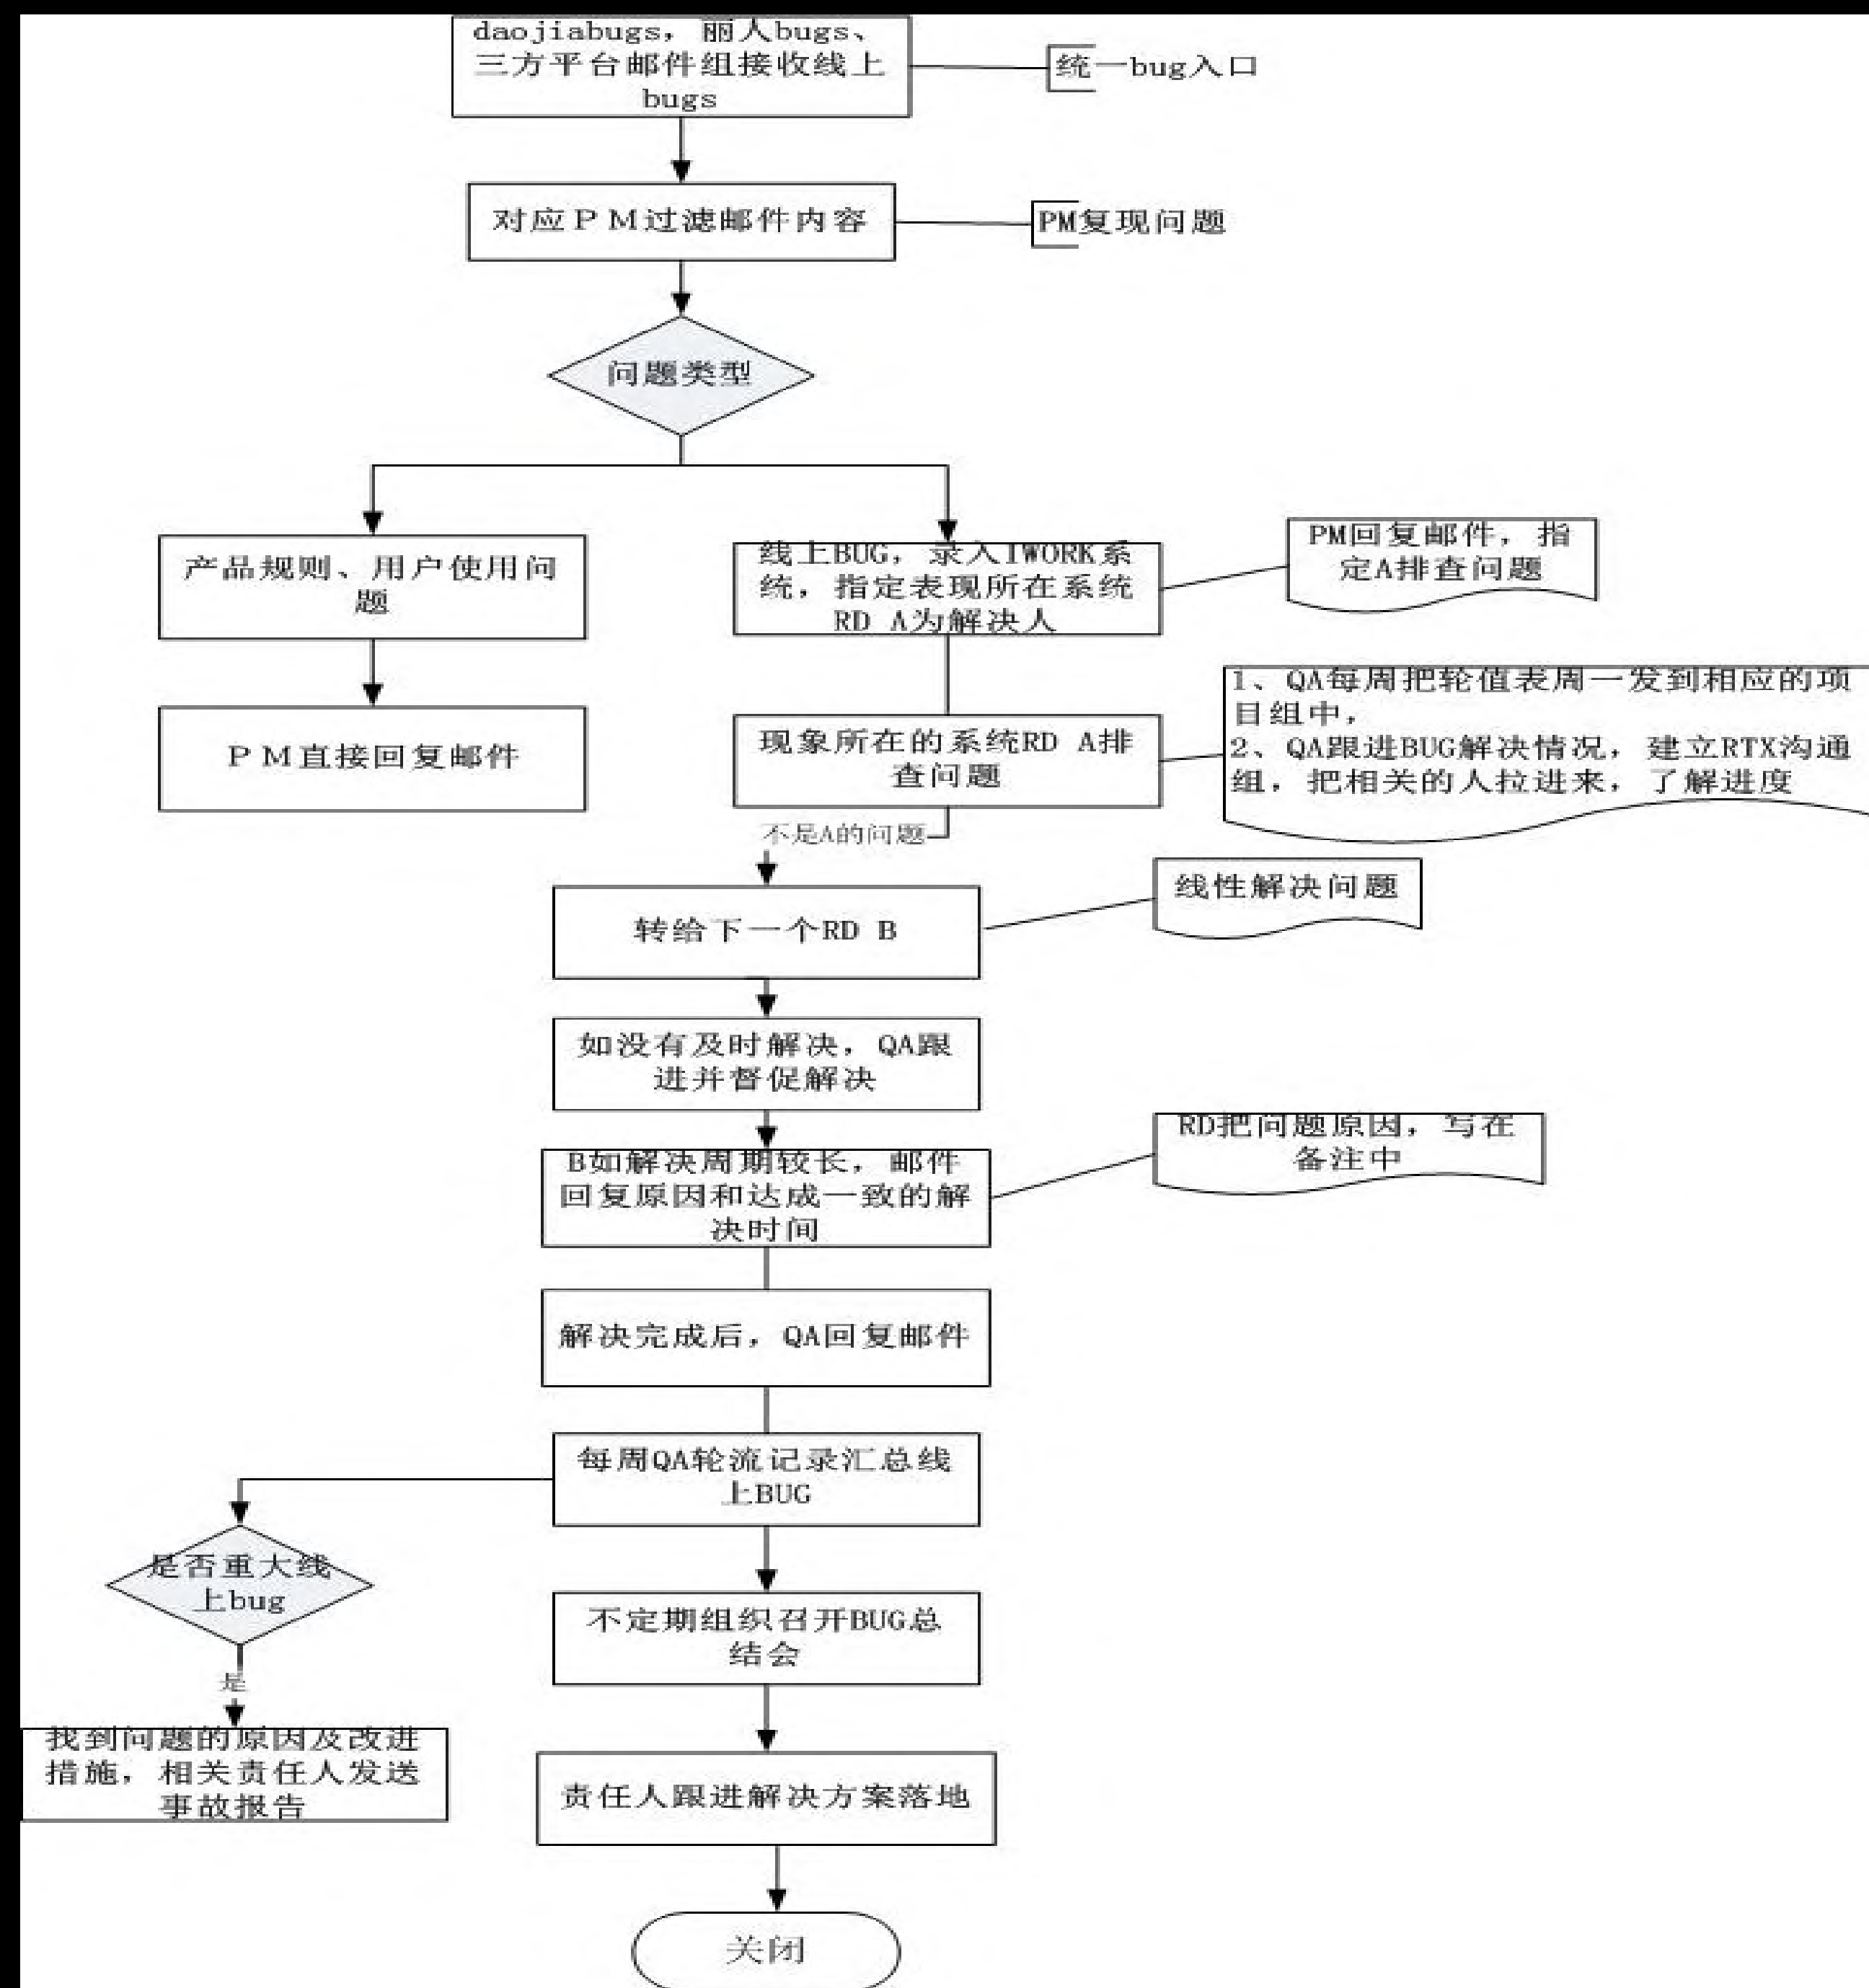 daojiabugs，丽人bugs、
三方平台邮件组接收线上
bugs
统一bug入口
对应ＰＭ过滤邮件内容
PM复现问题
问题类型
产品规则、用户使用问
题
线上BUG，录入IWORK系
统，指定表现所在系统
RD A为解决人
PM回复邮件，指
定A排查问题
ＰＭ直接回复邮件
现象所在的系统RD A排
查问题
1、QA每周把轮值表周一发到相应的项
目组中，
2、QA跟进BUG解决情况，建立RTX沟通
组，把相关的人拉进来，了解进度
不是A的问题
转给下一个RD B
线性解决问题
如没有及时解决，QA跟
进并督促解决
B如解决周期较长，邮件
回复原因和达成一致的解
决时间
RD把问题原因，写在
备注中
解决完成后，QA回复邮件
每周QA轮流记录汇总线
上BUG
是否重大线
上bug
是
找到问题的原因及改进
措施，相关责任人发送
事故报告
不定期组织召开BUG总
结会
责任人跟进解决方案落地
关闭